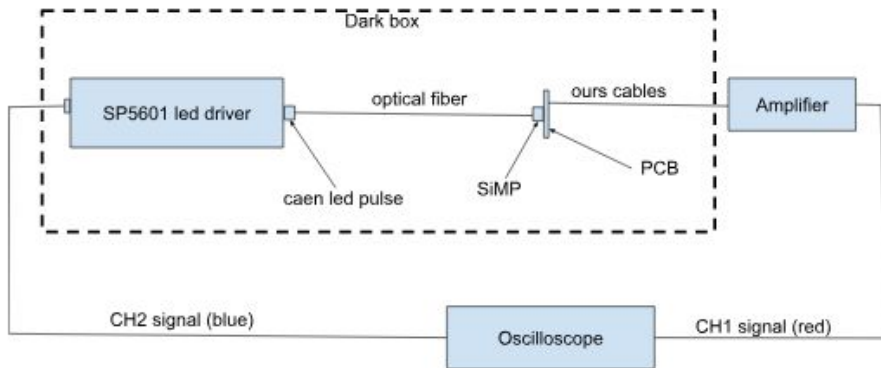 Dark box
SP5601 led driver
optical fiber
ours cables
Amplifier
caen led pulse
SiMP
PCB
CH2 signal (blue)
Oscilloscope
CH1 signal (red)